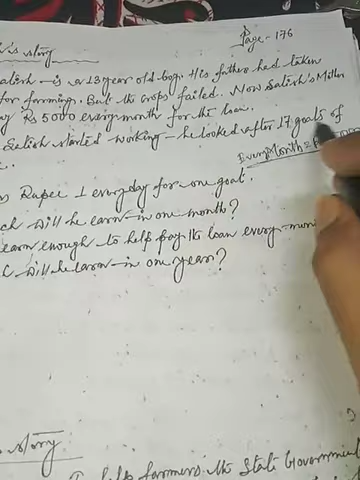 Page - 176
's story
Satish is a 13 year old boy. His father had taken
for farming. But the crops failed. Now Satish's Mother
Rs 5000 every month for the loan.
Satish started working - he looked after 17 goats of
Every Month =
Rupee 1 everyday for one goat.
will he earn in one month?
earn enough to help pay the loan every
will he earn in one year?
story
help farmers the State Government